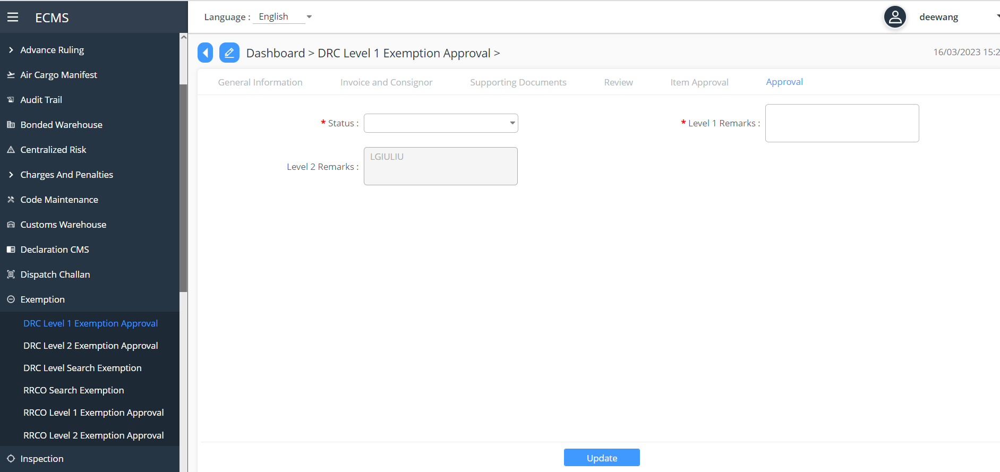 ECMS
Language : English
deewang
Advance Ruling
Air Cargo Manifest
Audit Trail
Bonded Warehouse
Centralized Risk
Charges And Penalties
Code Maintenance
Customs Warehouse
Declaration CMS
Dispatch Challan
Exemption
DRC Level 1 Exemption Approval
DRC Level 2 Exemption Approval
DRC Level Search Exemption
RRCO Search Exemption
RRCO Level 1 Exemption Approval
RRCO Level 2 Exemption Approval
Inspection
Dashboard > DRC Level 1 Exemption Approval >
16/03/2023 15:2
General Information Invoice and Consignor Supporting Documents Review Item Approval Approval
* Status :
* Level 1 Remarks :
Level 2 Remarks : LGIULIU
Update